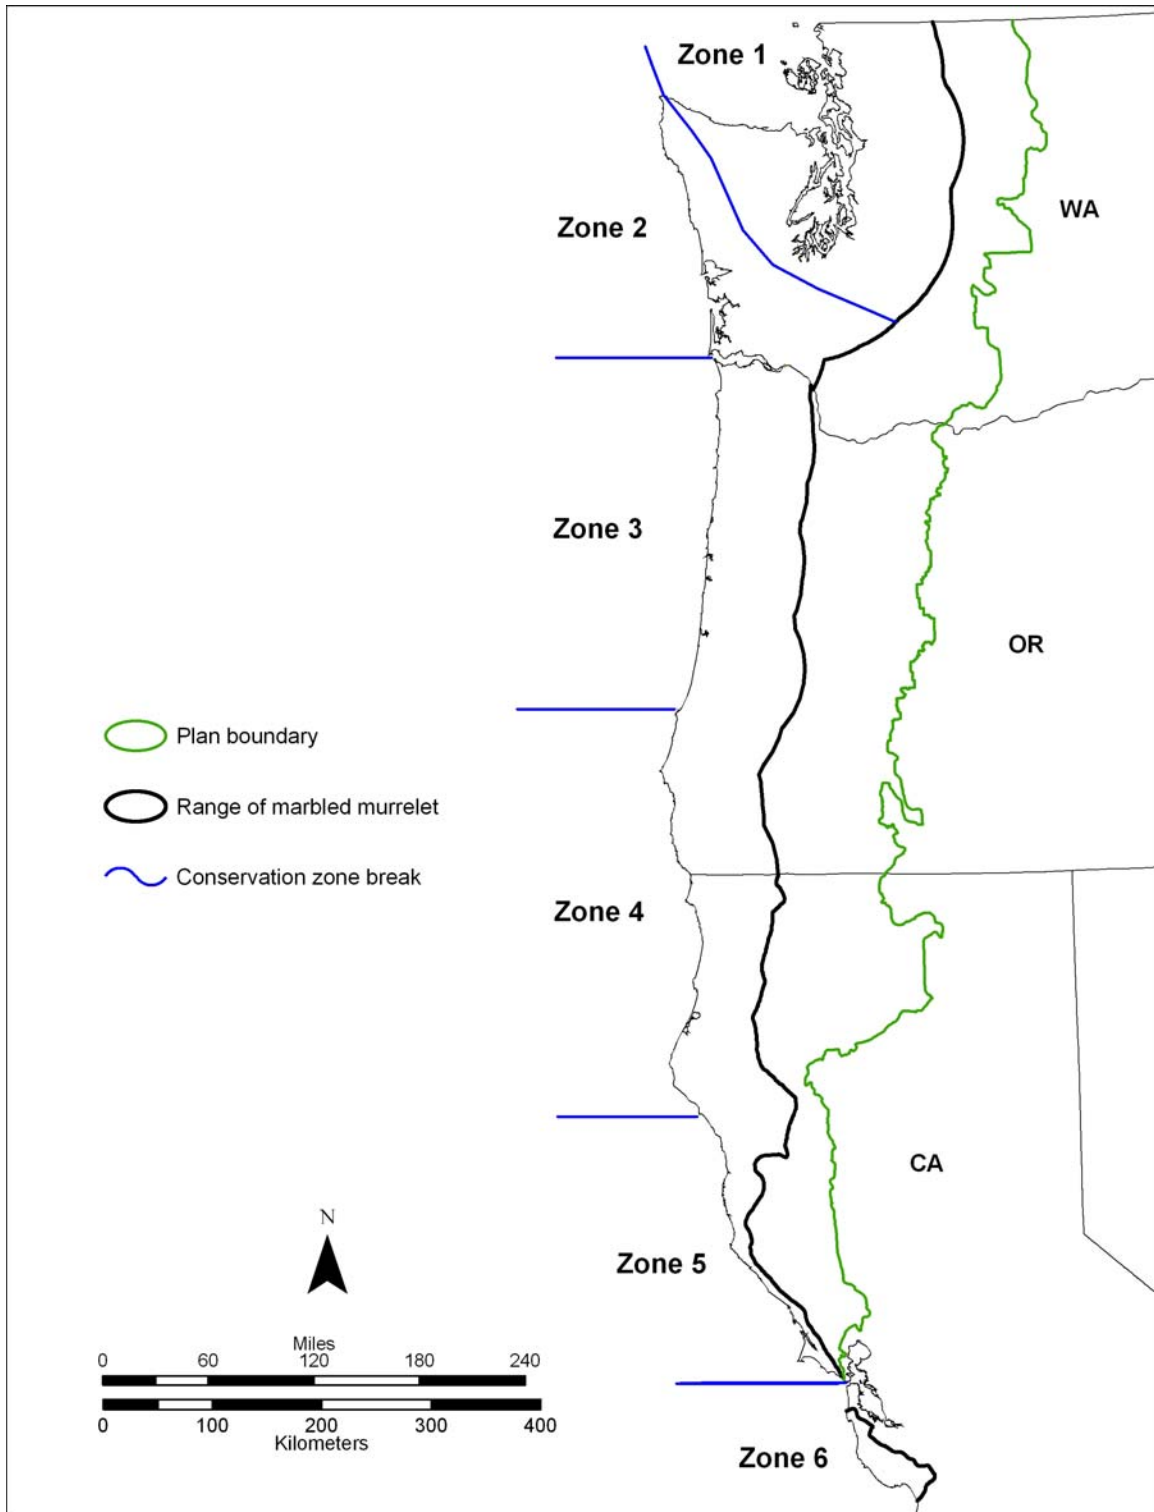 Zone 1
WA
Zone 2
Zone 3
OR
Plan boundary
Range of marbled murrelet
Conservation zone break
Zone 4
CA
N
Zone 5
Miles
0 60 120 180 240
0 100 200 300 400
Kilometers
Zone 6